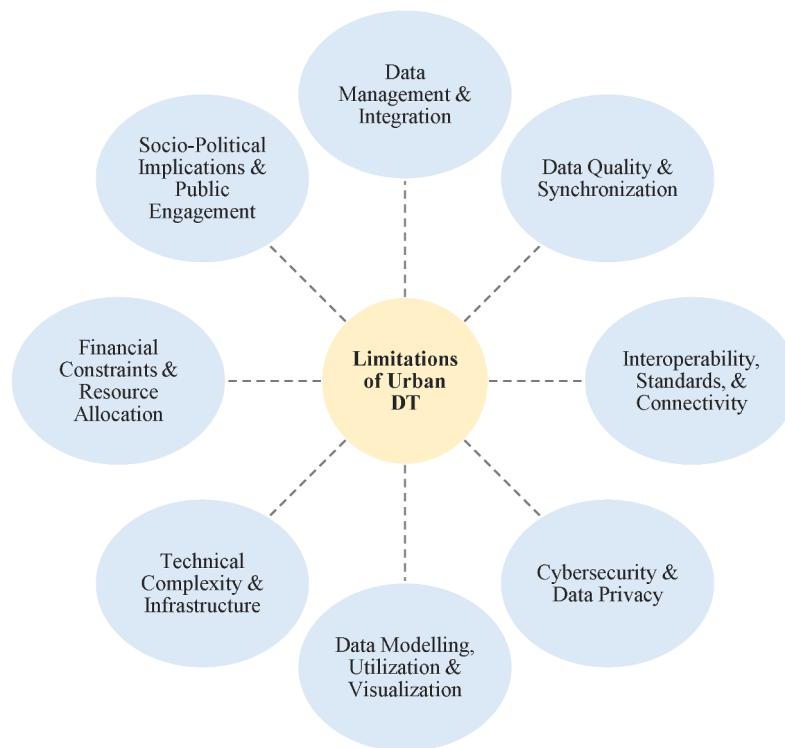 Data
Management &
Integration
Data Quality &
Synchronization
Interoperability,
Standards, &
Connectivity
Cybersecurity &
Data Privacy
Data Modelling,
Utilization &
Visualization
Technical
Complexity &
Infrastructure
Financial
Constraints &
Resource
Allocation
Socio-Political
Implications &
Public
Engagement
Limitations
of Urban
DT